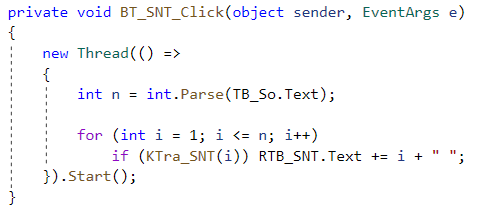 private void BT_SNT_Click(object sender, EventArgs e)
{
    new Thread(() =>
    {
        int n = int.Parse(TB_So.Text);

        for (int i = 1; i <= n; i++)
            if (KTra_SNT(i)) RTB_SNT.Text += i + " ";
    }).Start();
}